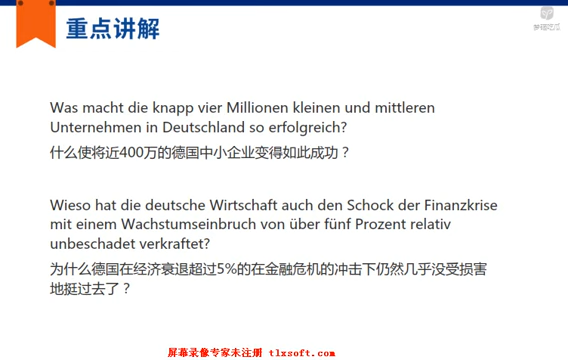 重点讲解
Was macht die knapp vier Millionen kleinen und mittleren
Unternehmen in Deutschland so erfolgreich?
什么使将近400万的德国中小企业变得如此成功？
Wieso hat die deutsche Wirtschaft auch den Schock der Finanzkrise
mit einem Wachstumseinbruch von über fünf Prozent relativ
unbeschadet verkraftet?
为什么德国在经济衰退超过5%的在金融危机的冲击下仍然几乎没受损害
地挺过去了？
屏幕录像专家未注册 tlxsoft.com